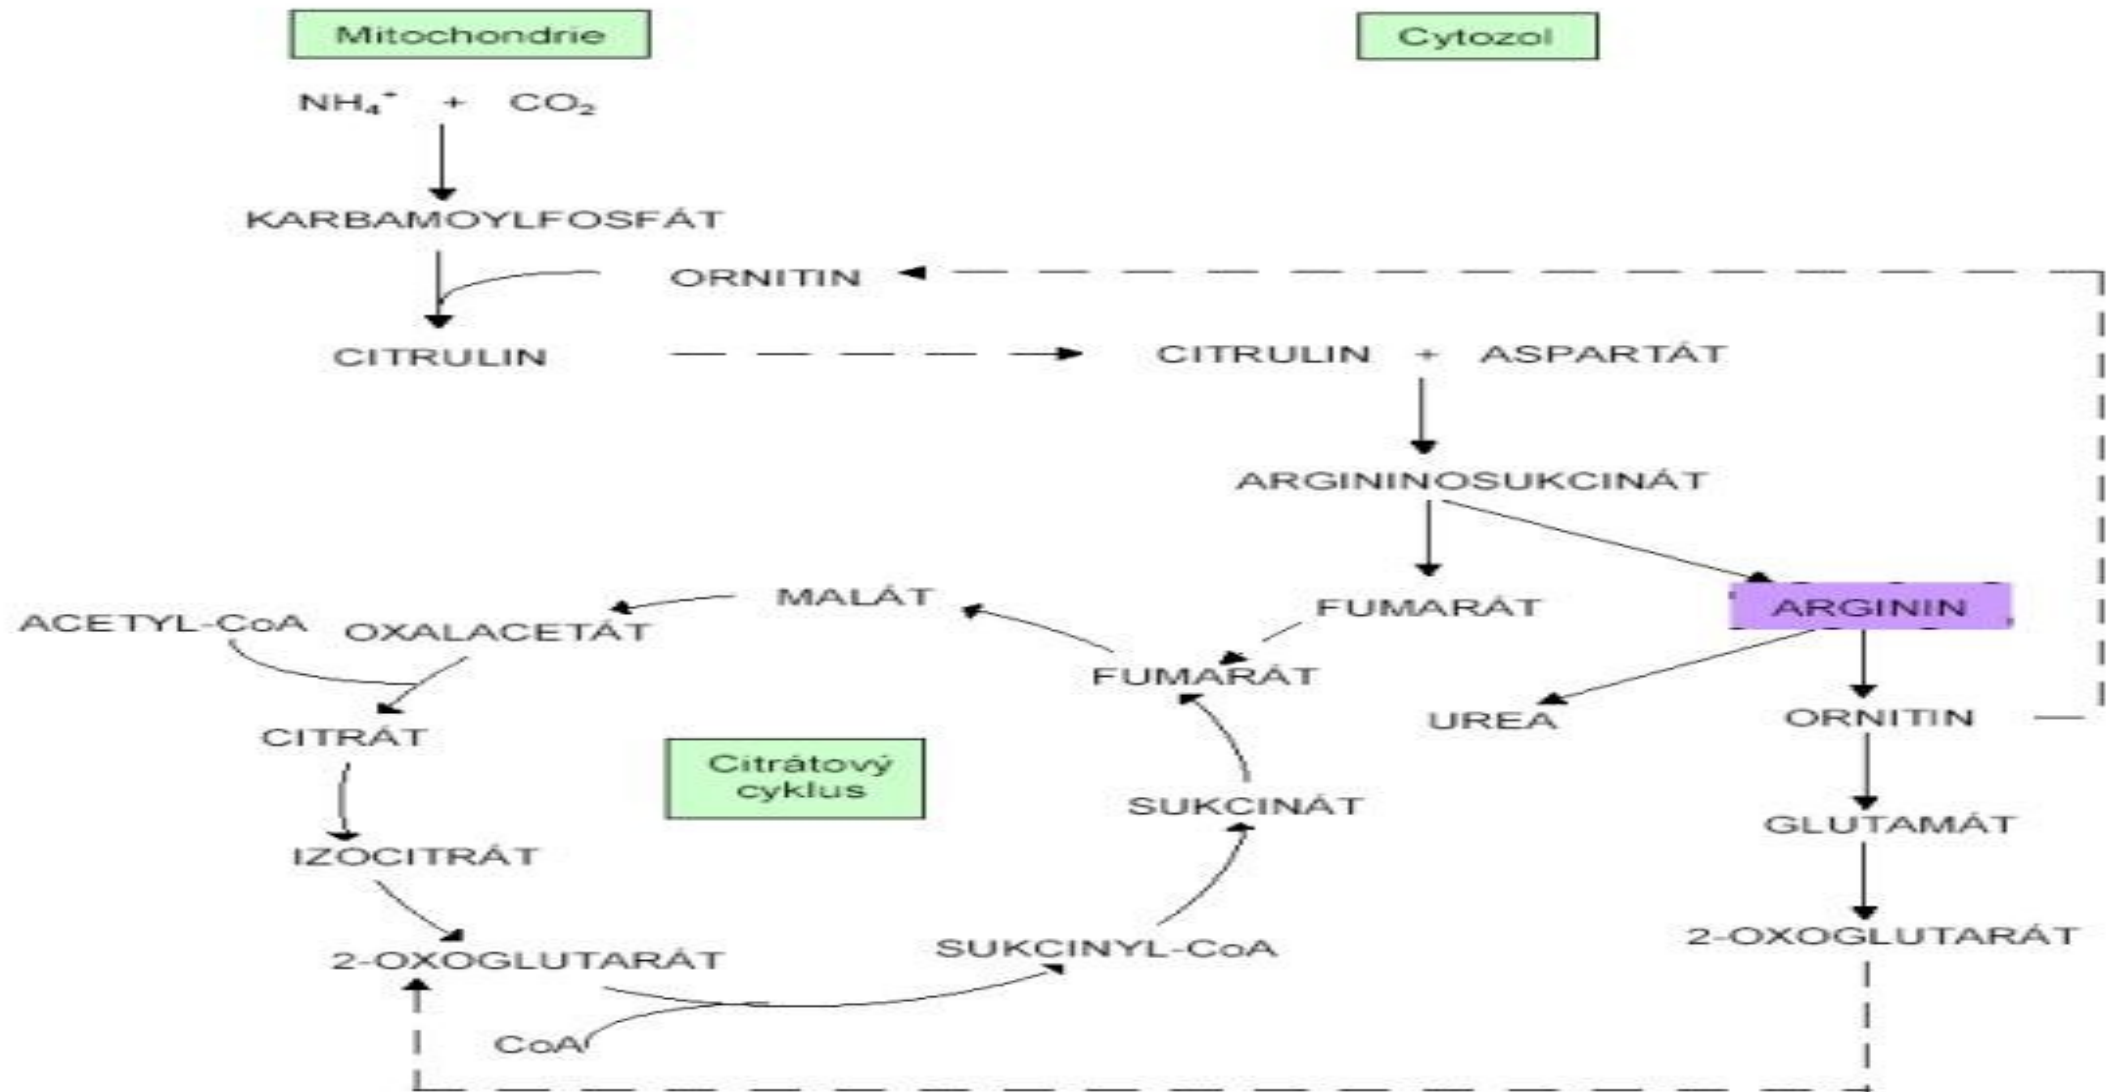 Mitochondrie
Cytozol
NH₄⁺ + CO₂
KARBAMOYLFOSFÁT
ORNITIN
CITRULIN
CITRULIN + ASPARTÁT
ARGININOSUKCINÁT
MALÁT
FUMARÁT
ARGININ
ACETYL-CoA
OXALACETÁT
FUMARÁT
UREA
ORNITIN
CITRÁT
Citrátový
cyklus
SUKCINÁT
GLUTAMÁT
IZOCITRÁT
2-OXOGLUTARÁT
SUKCINYL-CoA
2-OXOGLUTARÁT
CoA